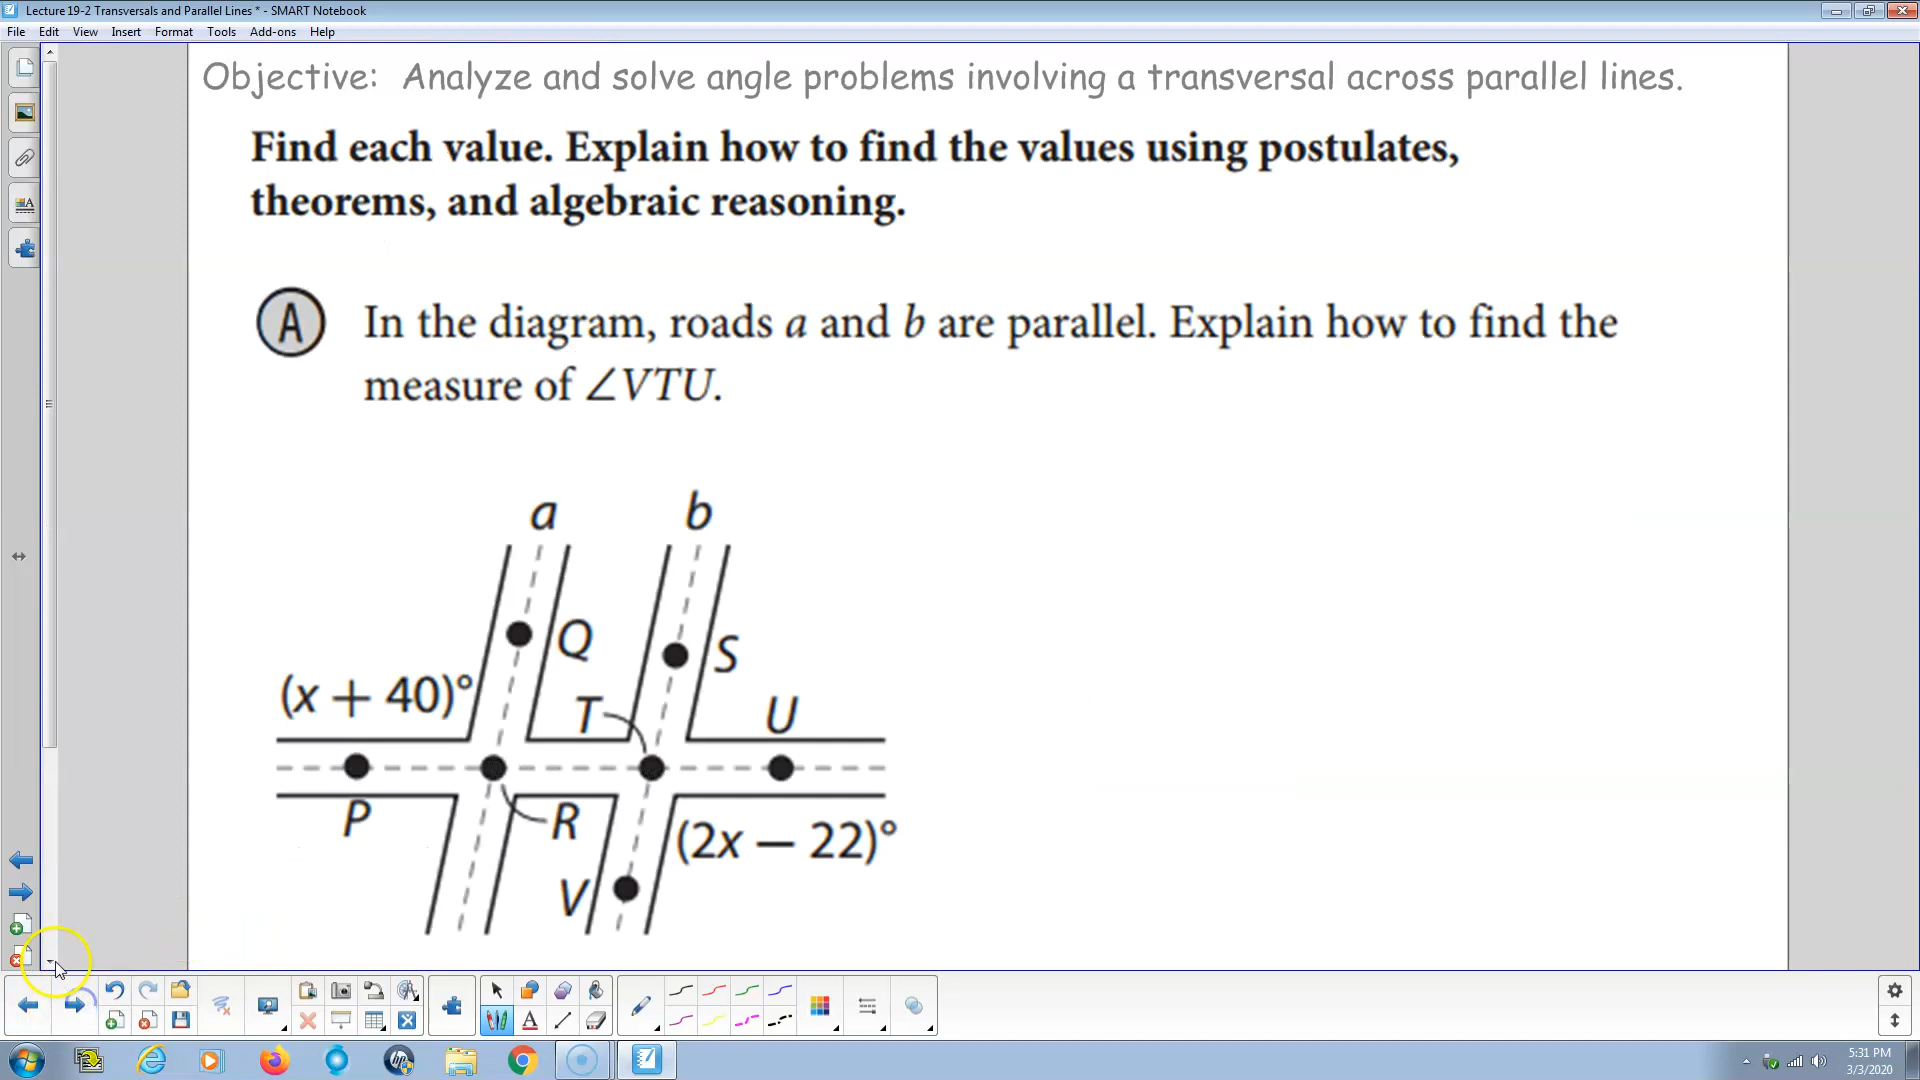 Lecture 19-2 Transversals and Parallel Lines * - SMART Notebook
File Edit View Insert Format Tools Add-ons Help
Objective: Analyze and solve angle problems involving a transversal across parallel lines.
Find each value. Explain how to find the values using postulates,
theorems, and algebraic reasoning.
A In the diagram, roads a and b are parallel. Explain how to find the
measure of ∠VTU.
a b
Q S
(x + 40)°
T U
P R
(2x — 22)°
V
A
5:31 PM
3/3/2020